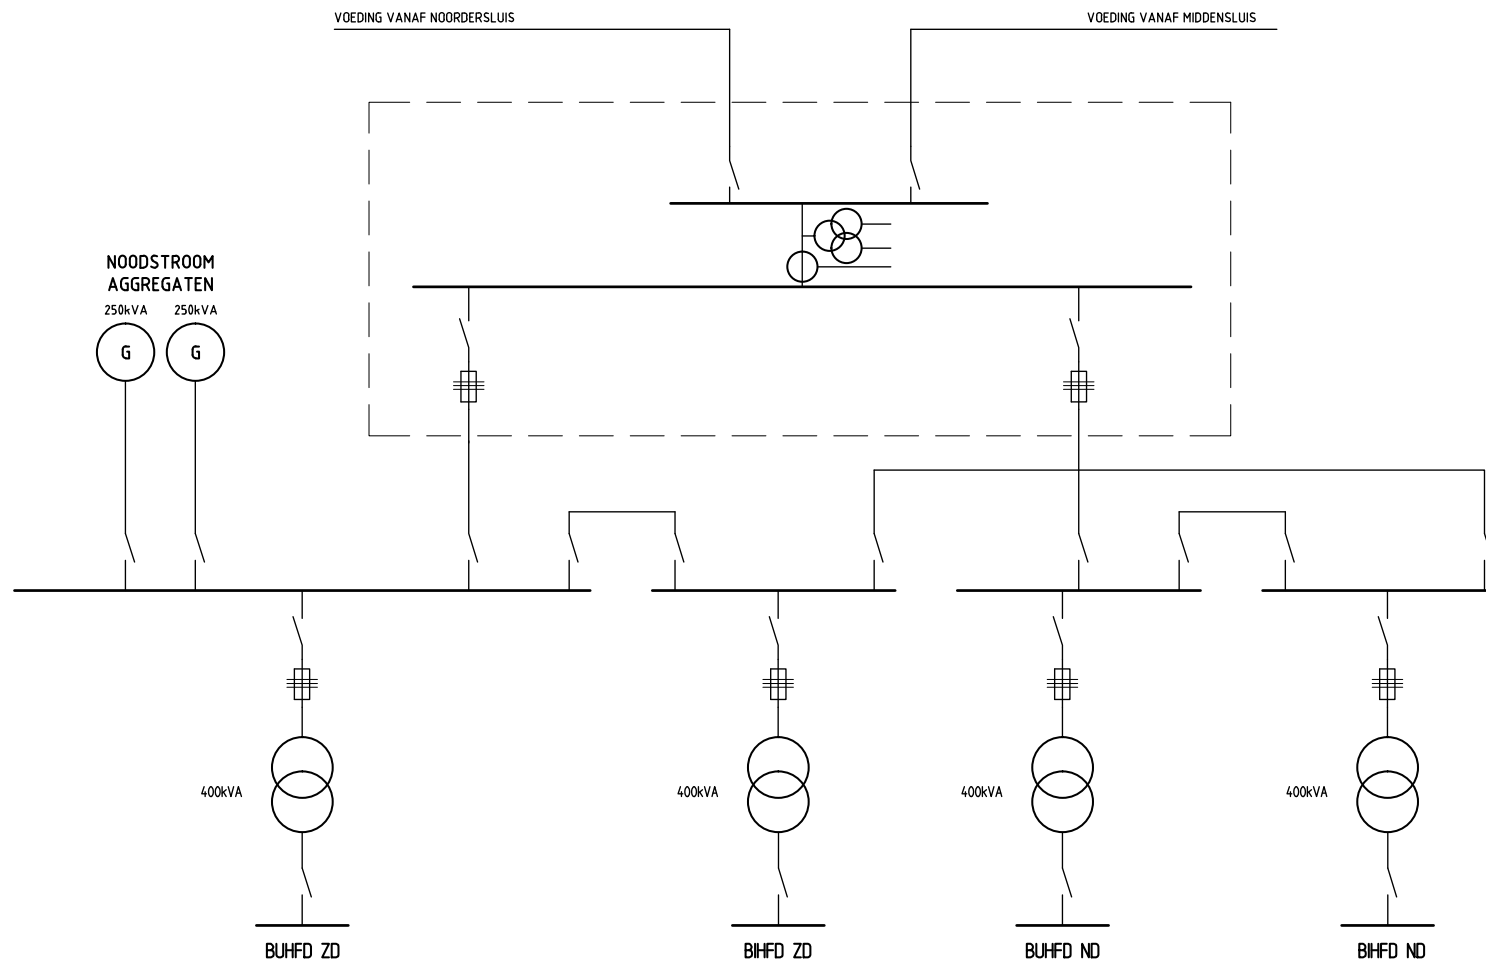 VOEDING VANAF NOORDERSLUIS
VOEDING VANAF MIDDENSLUIS
NOODSTROOM
AGGREGATEN
250kVA 250kVA
G G
400kVA 400kVA 400kVA 400kVA
BUHFD ZD BIHFD ZD BUHFD ND BIHFD ND